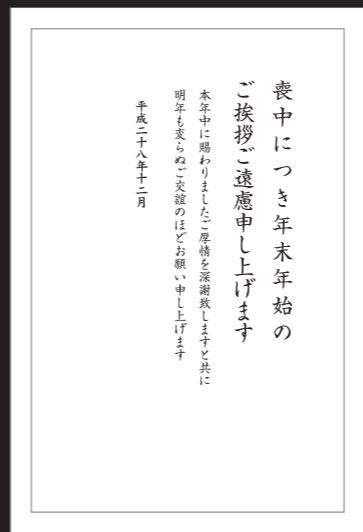 喪中につき年末年始の
ご挨拶ご遠慮申し上げます
本年中に賜わりましたご厚情を深謝致しますと共に
明年も変らぬご交誼のほどお願い申し上げます
平成二十八年十二月